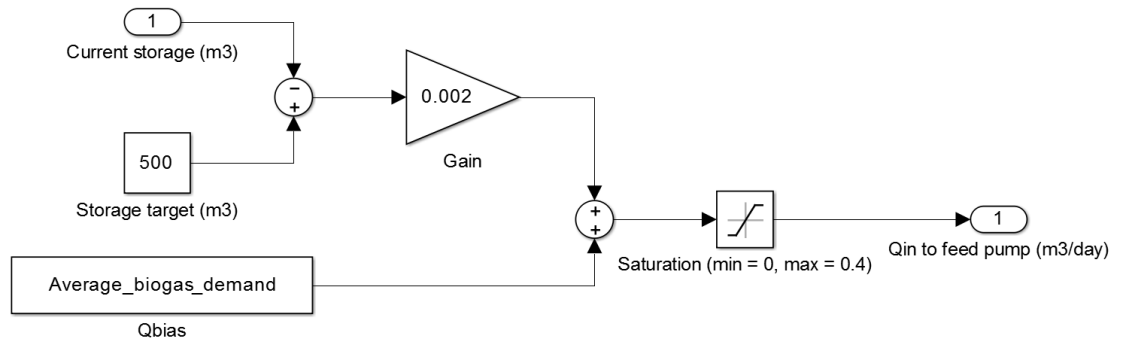 1
Current storage (m3)
−
+
0.002
Gain
500
Storage target (m3)
+
+
Saturation (min = 0, max = 0.4)
1
Qin to feed pump (m3/day)
Average_biogas_demand
Qbias